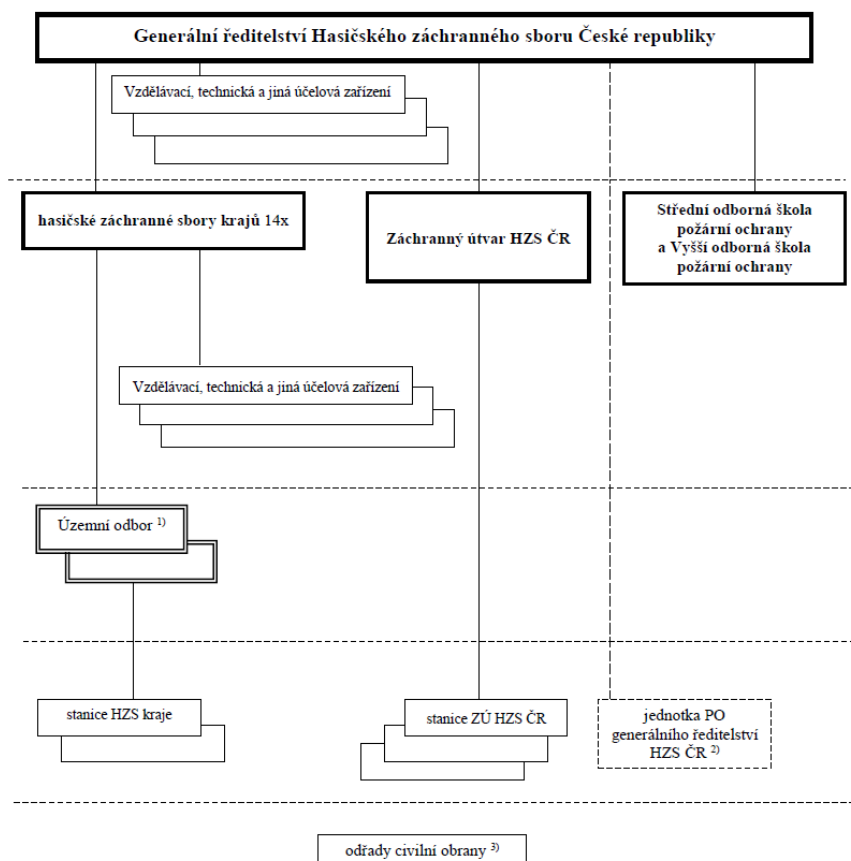 Generální ředitelství Hasičského záchranného sboru České republiky
Vzdělávací, technická a jiná účelová zařízení
hasičské záchranné sbory krajů 14x
Záchranný útvar HZS ČR
Střední odborná škola
požární ochrany
a Vyšší odborná škola
požární ochrany
Vzdělávací, technická a jiná účelová zařízení
Územní odbor 1)
stanice HZS kraje
stanice ZÚ HZS ČR
jednotka PO
generálního ředitelství
HZS ČR 2)
odřady civilní obrany 3)